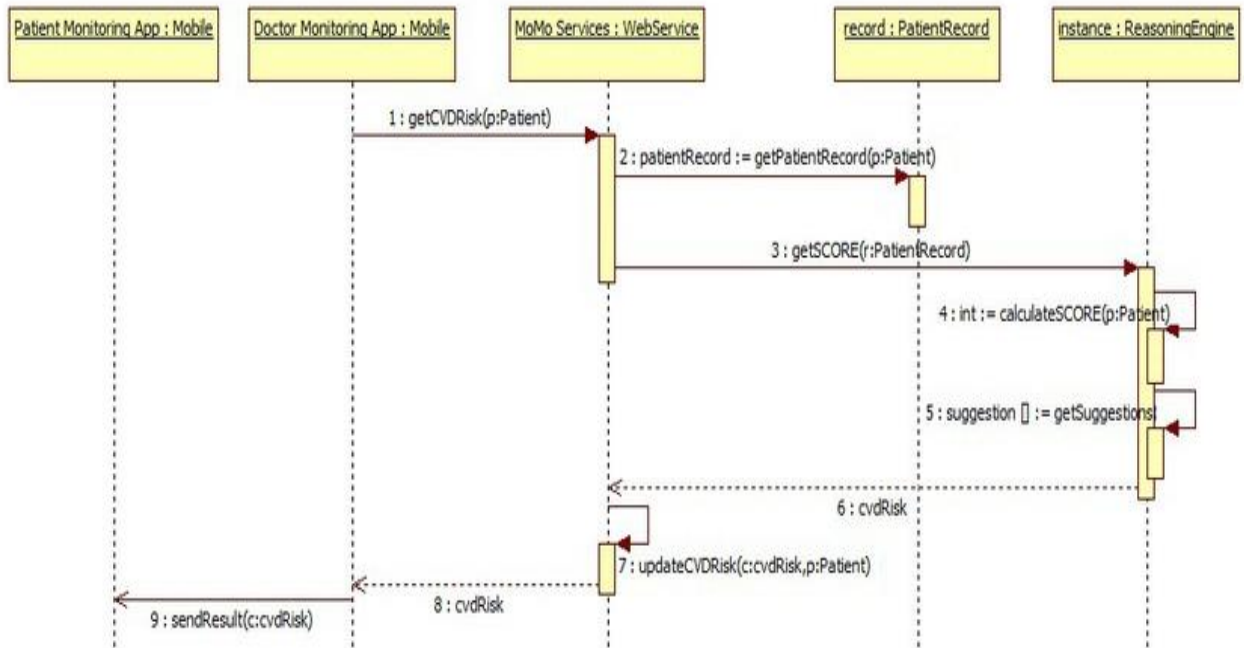 Patient Monitoring App : Mobile
Doctor Monitoring App : Mobile
MoMo Services : WebService
record : PatientRecord
instance : ReasoningEngine
1 : getCVDRisk(p:Patient)
2 : patientRecord := getPatientRecord(p:Patient)
3 : getSCORE(r:PatientRecord)
4 : int := calculateSCORE(p:Patient)
5 : suggestion [] := getSuggestions
6 : cvdRisk
7 : updateCVDRisk(c:cvdRisk,p:Patient)
8 : cvdRisk
9 : sendResult(c:cvdRisk)